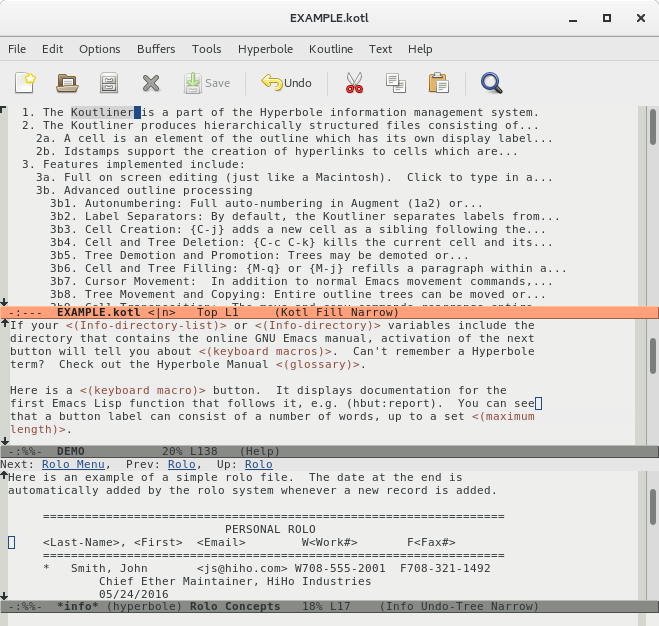 EXAMPLE.kotl
File Edit Options Buffers Tools Hyperbole Koutline Text Help
Save Undo
1. The Koutliner is a part of the Hyperbole information management system.
2. The Koutliner produces hierarchically structured files consisting of...
2a. A cell is an element of the outline which has its own display label...
2b. Idstamps support the creation of hyperlinks to cells which are...
3. Features implemented include:
3a. Full on screen editing (just like a Macintosh).  Click to type in a...
3b. Advanced outline processing
3b1. Autonumbering: Full auto-numbering in Augment (1a2) or...
3b2. Label Separators: By default, the Koutliner separates labels from...
3b3. Cell Creation: {C-j} adds a new cell as a sibling following the...
3b4. Cell and Tree Deletion: {C-c C-k} kills the current cell and its...
3b5. Tree Demotion and Promotion: Trees may be demoted or...
3b6. Cell and Tree Filling: {M-q} or {M-j} refills a paragraph within a...
3b7. Cursor Movement:  In addition to normal Emacs movement commands,...
3b8. Tree Movement and Copying: Entire outline trees can be moved or...
-:---  EXAMPLE.kotl <|n>   Top L1     (Kotl Fill Narrow)
If your <(Info-directory-list)> or <(Info-directory)> variables include the
directory that contains the online GNU Emacs manual, activation of the next
button will tell you about <(keyboard macros)>.  Can't remember a Hyperbole
term?  Check out the Hyperbole Manual <(glossary)>.
Here is a <(keyboard macro)> button.  It displays documentation for the
first Emacs Lisp function that follows it, e.g. (hbut:report).  You can see
that a button label can consist of a number of words, up to a set <(maximum
length)>.
-:%%-  DEMO           20% L138   (Help)
Next: Rolo Menu,  Prev: Rolo,  Up: Rolo
Here is an example of a simple rolo file.  The date at the end is
automatically added by the rolo system whenever a new record is added.
==================================================================
PERSONAL ROLO
<Last-Name>, <First>  <Email>        W<Work#>       F<Fax#>
==================================================================
*   Smith, John       <js@hiho.com> W708-555-2001  F708-321-1492
Chief Ether Maintainer, HiHo Industries
05/24/2016
-:%%-  *info* (hyperbole) Rolo Concepts   18% L17    (Info Undo-Tree Narrow)